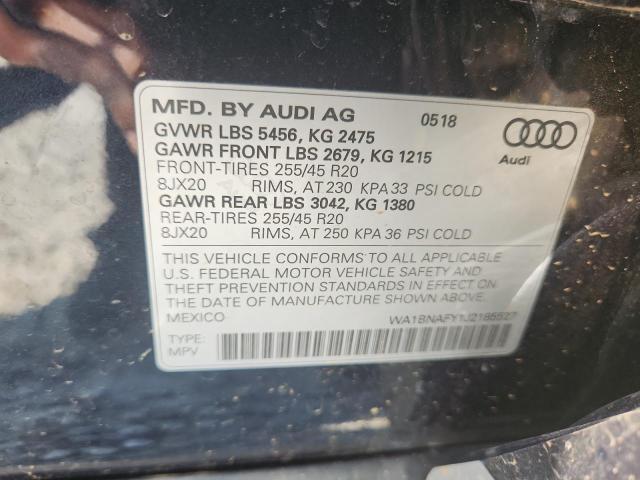 MFD. BY AUDI AG 0518
GVWR LBS 5456, KG 2475
GAWR FRONT LBS 2679, KG 1215
FRONT-TIRES 255/45 R20
8JX20 RIMS, AT 230 KPA 33 PSI COLD
GAWR REAR LBS 3042, KG 1380
REAR-TIRES 255/45 R20
8JX20 RIMS, AT 250 KPA 36 PSI COLD
Audi
THIS VEHICLE CONFORMS TO ALL APPLICABLE
U.S. FEDERAL MOTOR VEHICLE SAFETY AND
THEFT PREVENTION STANDARDS IN EFFECT ON
THE DATE OF MANUFACTURE SHOWN ABOVE.
MEXICO WA1BNAFY1J2185527
TYPE:
MPV